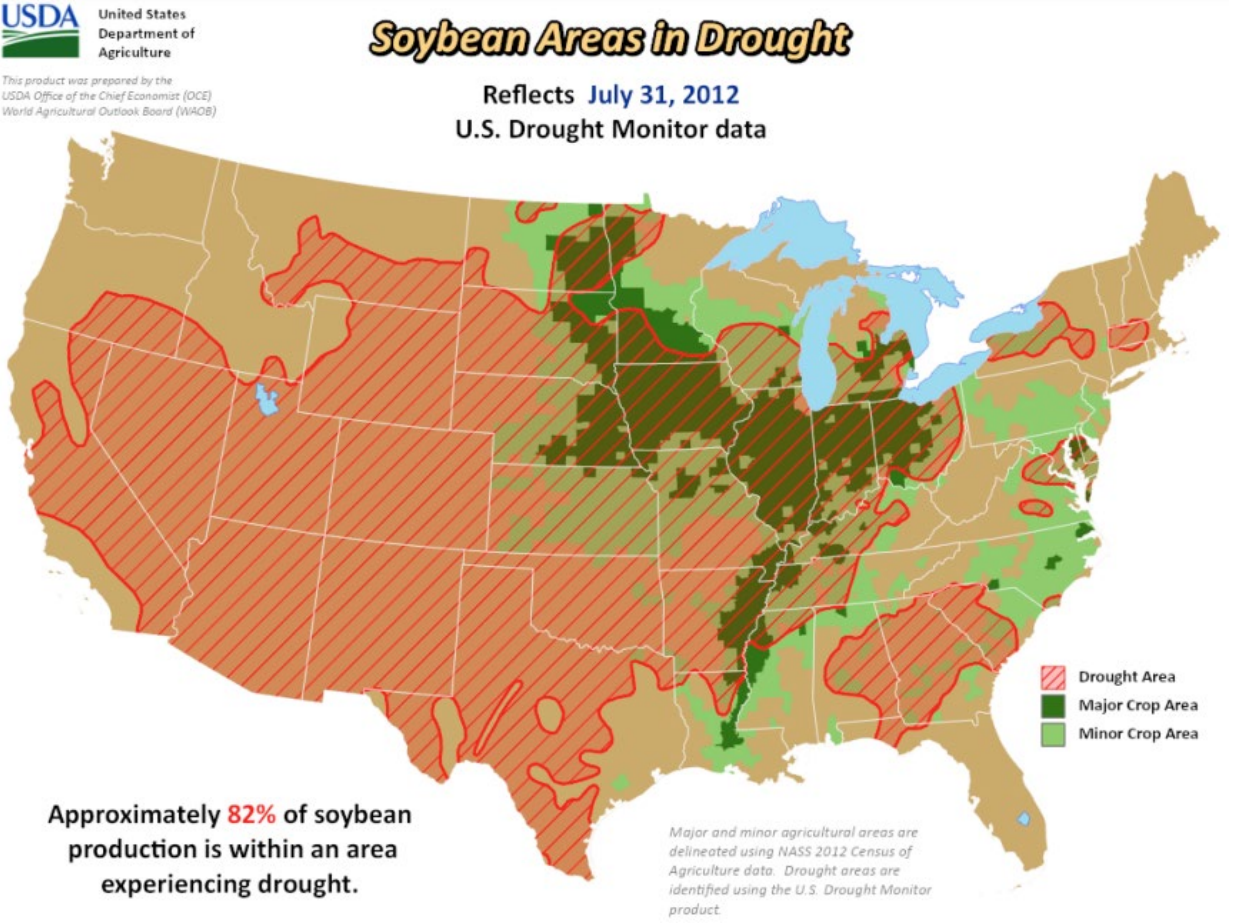 USDA
United States
Department of
Agriculture
This product was prepared by the
USDA Office of the Chief Economist (OCE)
World Agricultural Outlook Board (WAOB)
Soybean Areas in Drought
Reflects July 31, 2012
U.S. Drought Monitor data
Drought Area
Major Crop Area
Minor Crop Area
Approximately 82% of soybean
production is within an area
experiencing drought.
Major and minor agricultural areas are
delineated using NASS 2012 Census of
Agriculture data. Drought areas are
identified using the U.S. Drought Monitor
product.